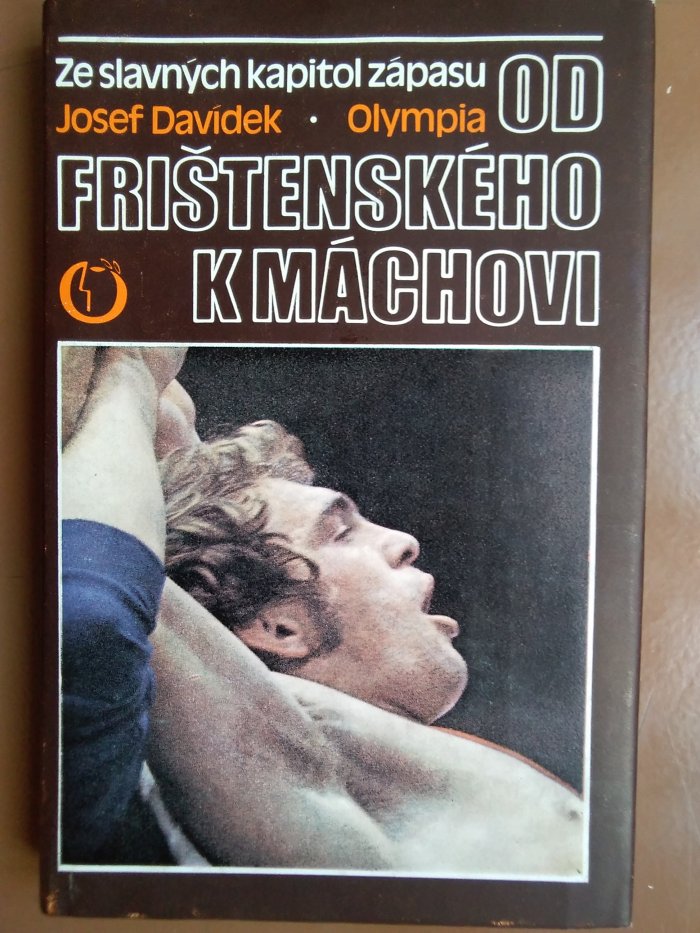 Ze slavných kapitol zápasu
Josef Davídek · Olympia
OD
FRIŠTENSKÉHO
K MÁCHOVI